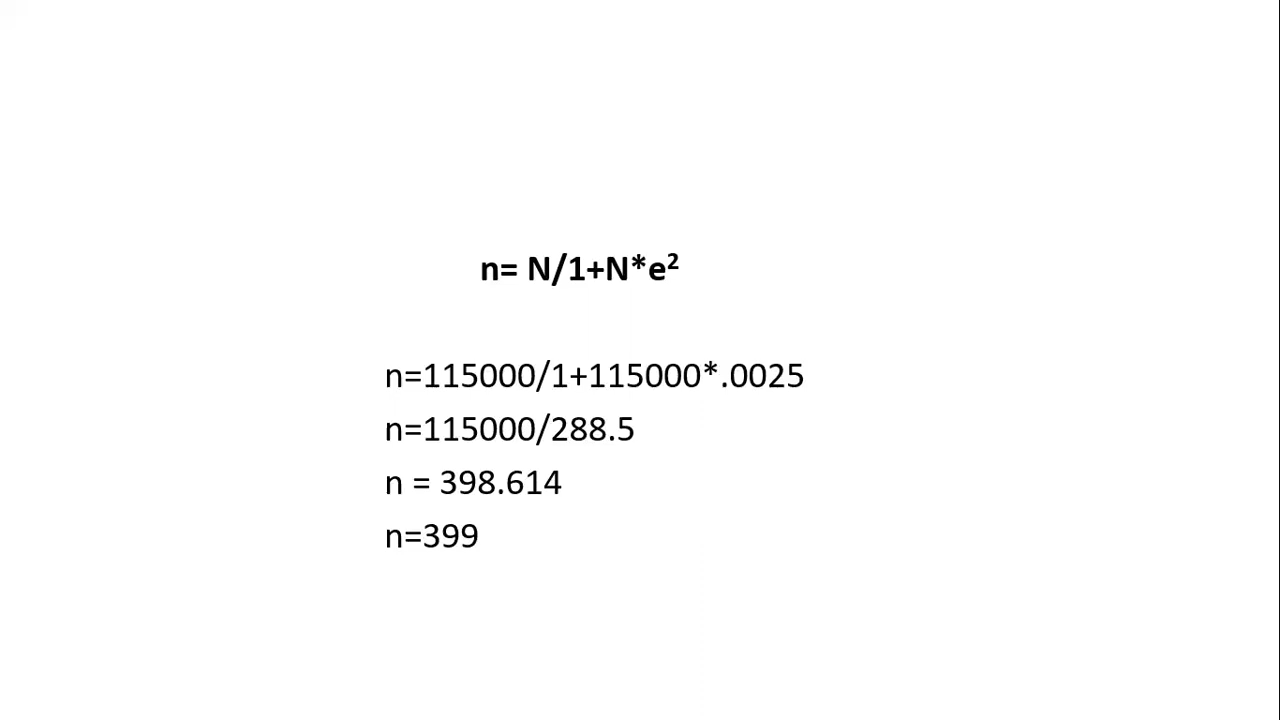 n= N/1+N*e²
n=115000/1+115000*.0025
n=115000/288.5
n = 398.614
n=399